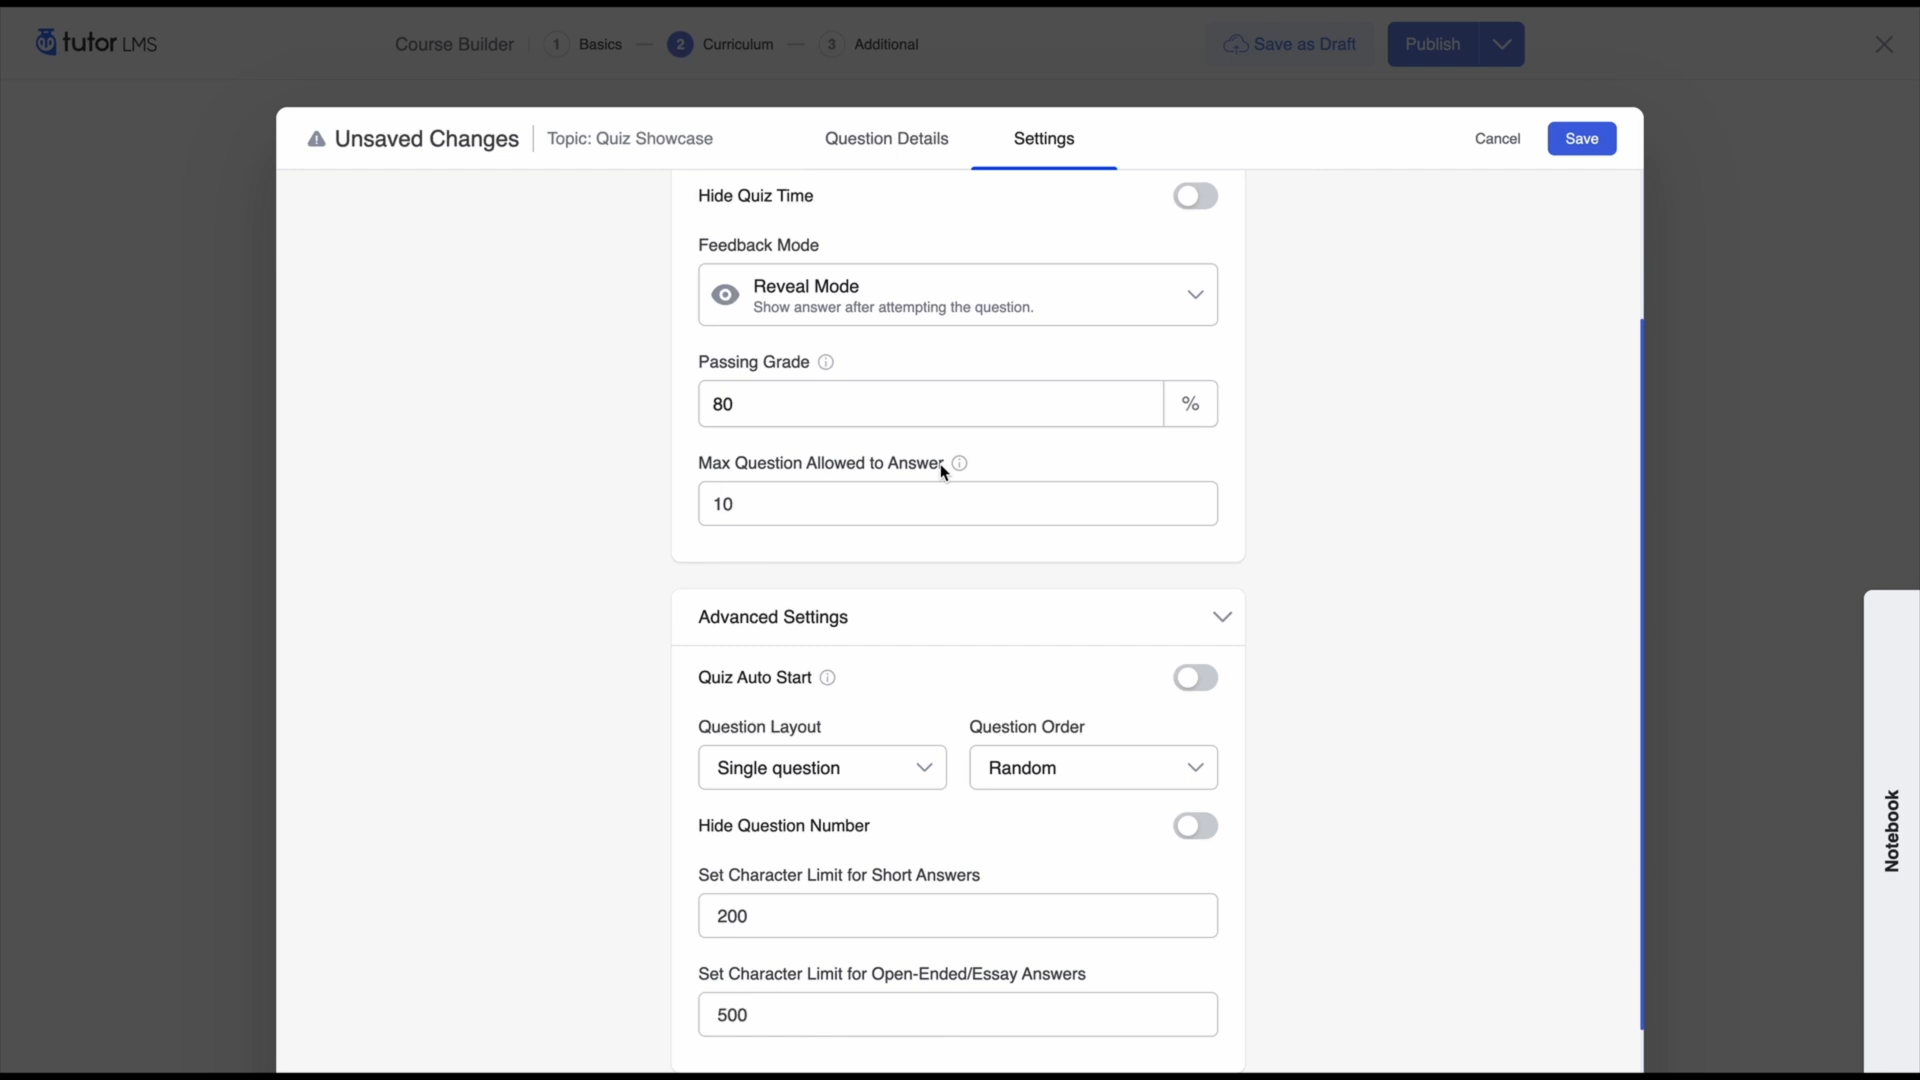 tutor LMS
Course Builder 1 Basics 2 Curriculum 3 Additional Save as Draft Publish
Unsaved Changes Topic: Quiz Showcase Question Details Settings Cancel Save
Hide Quiz Time
Feedback Mode
Reveal Mode
Show answer after attempting the question.
Passing Grade
80 %
Max Question Allowed to Answer
10
Advanced Settings
Quiz Auto Start
Question Layout Question Order
Single question Random
Hide Question Number
Set Character Limit for Short Answers
200
Set Character Limit for Open-Ended/Essay Answers
500
Notebook